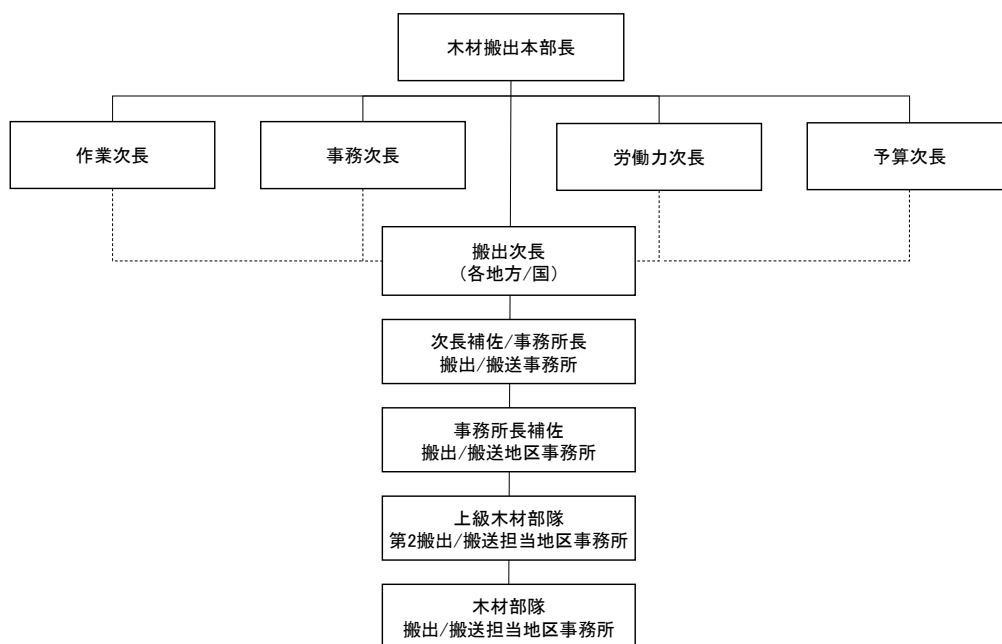 木材搬出本部長
作業次長
事務次長
労働力次長
予算次長
搬出次長
（各地方/国）
次長補佐/事務所長
搬出/搬送事務所
事務所長補佐
搬出/搬送地区事務所
上級木材部隊
第2搬出/搬送担当地区事務所
木材部隊
搬出/搬送担当地区事務所